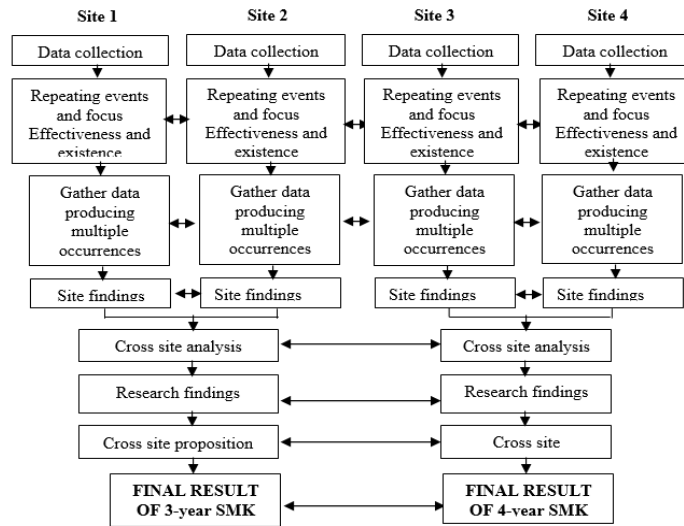 Site 1 Site 2 Site 3 Site 4
Data collection Data collection Data collection Data collection
Repeating events Repeating events Repeating events Repeating events
and focus and focus and focus and focus
Effectiveness and Effectiveness and Effectiveness and Effectiveness and
existence existence existence existence
Gather data Gather data Gather data Gather data
producing producing producing producing
multiple multiple multiple multiple
occurrences occurrences occurrences occurrences
Site findings Site findings Site findings Site findings
Cross site analysis Cross site analysis
Research findings Research findings
Cross site proposition Cross site
FINAL RESULT FINAL RESULT
OF 3-year SMK OF 4-year SMK